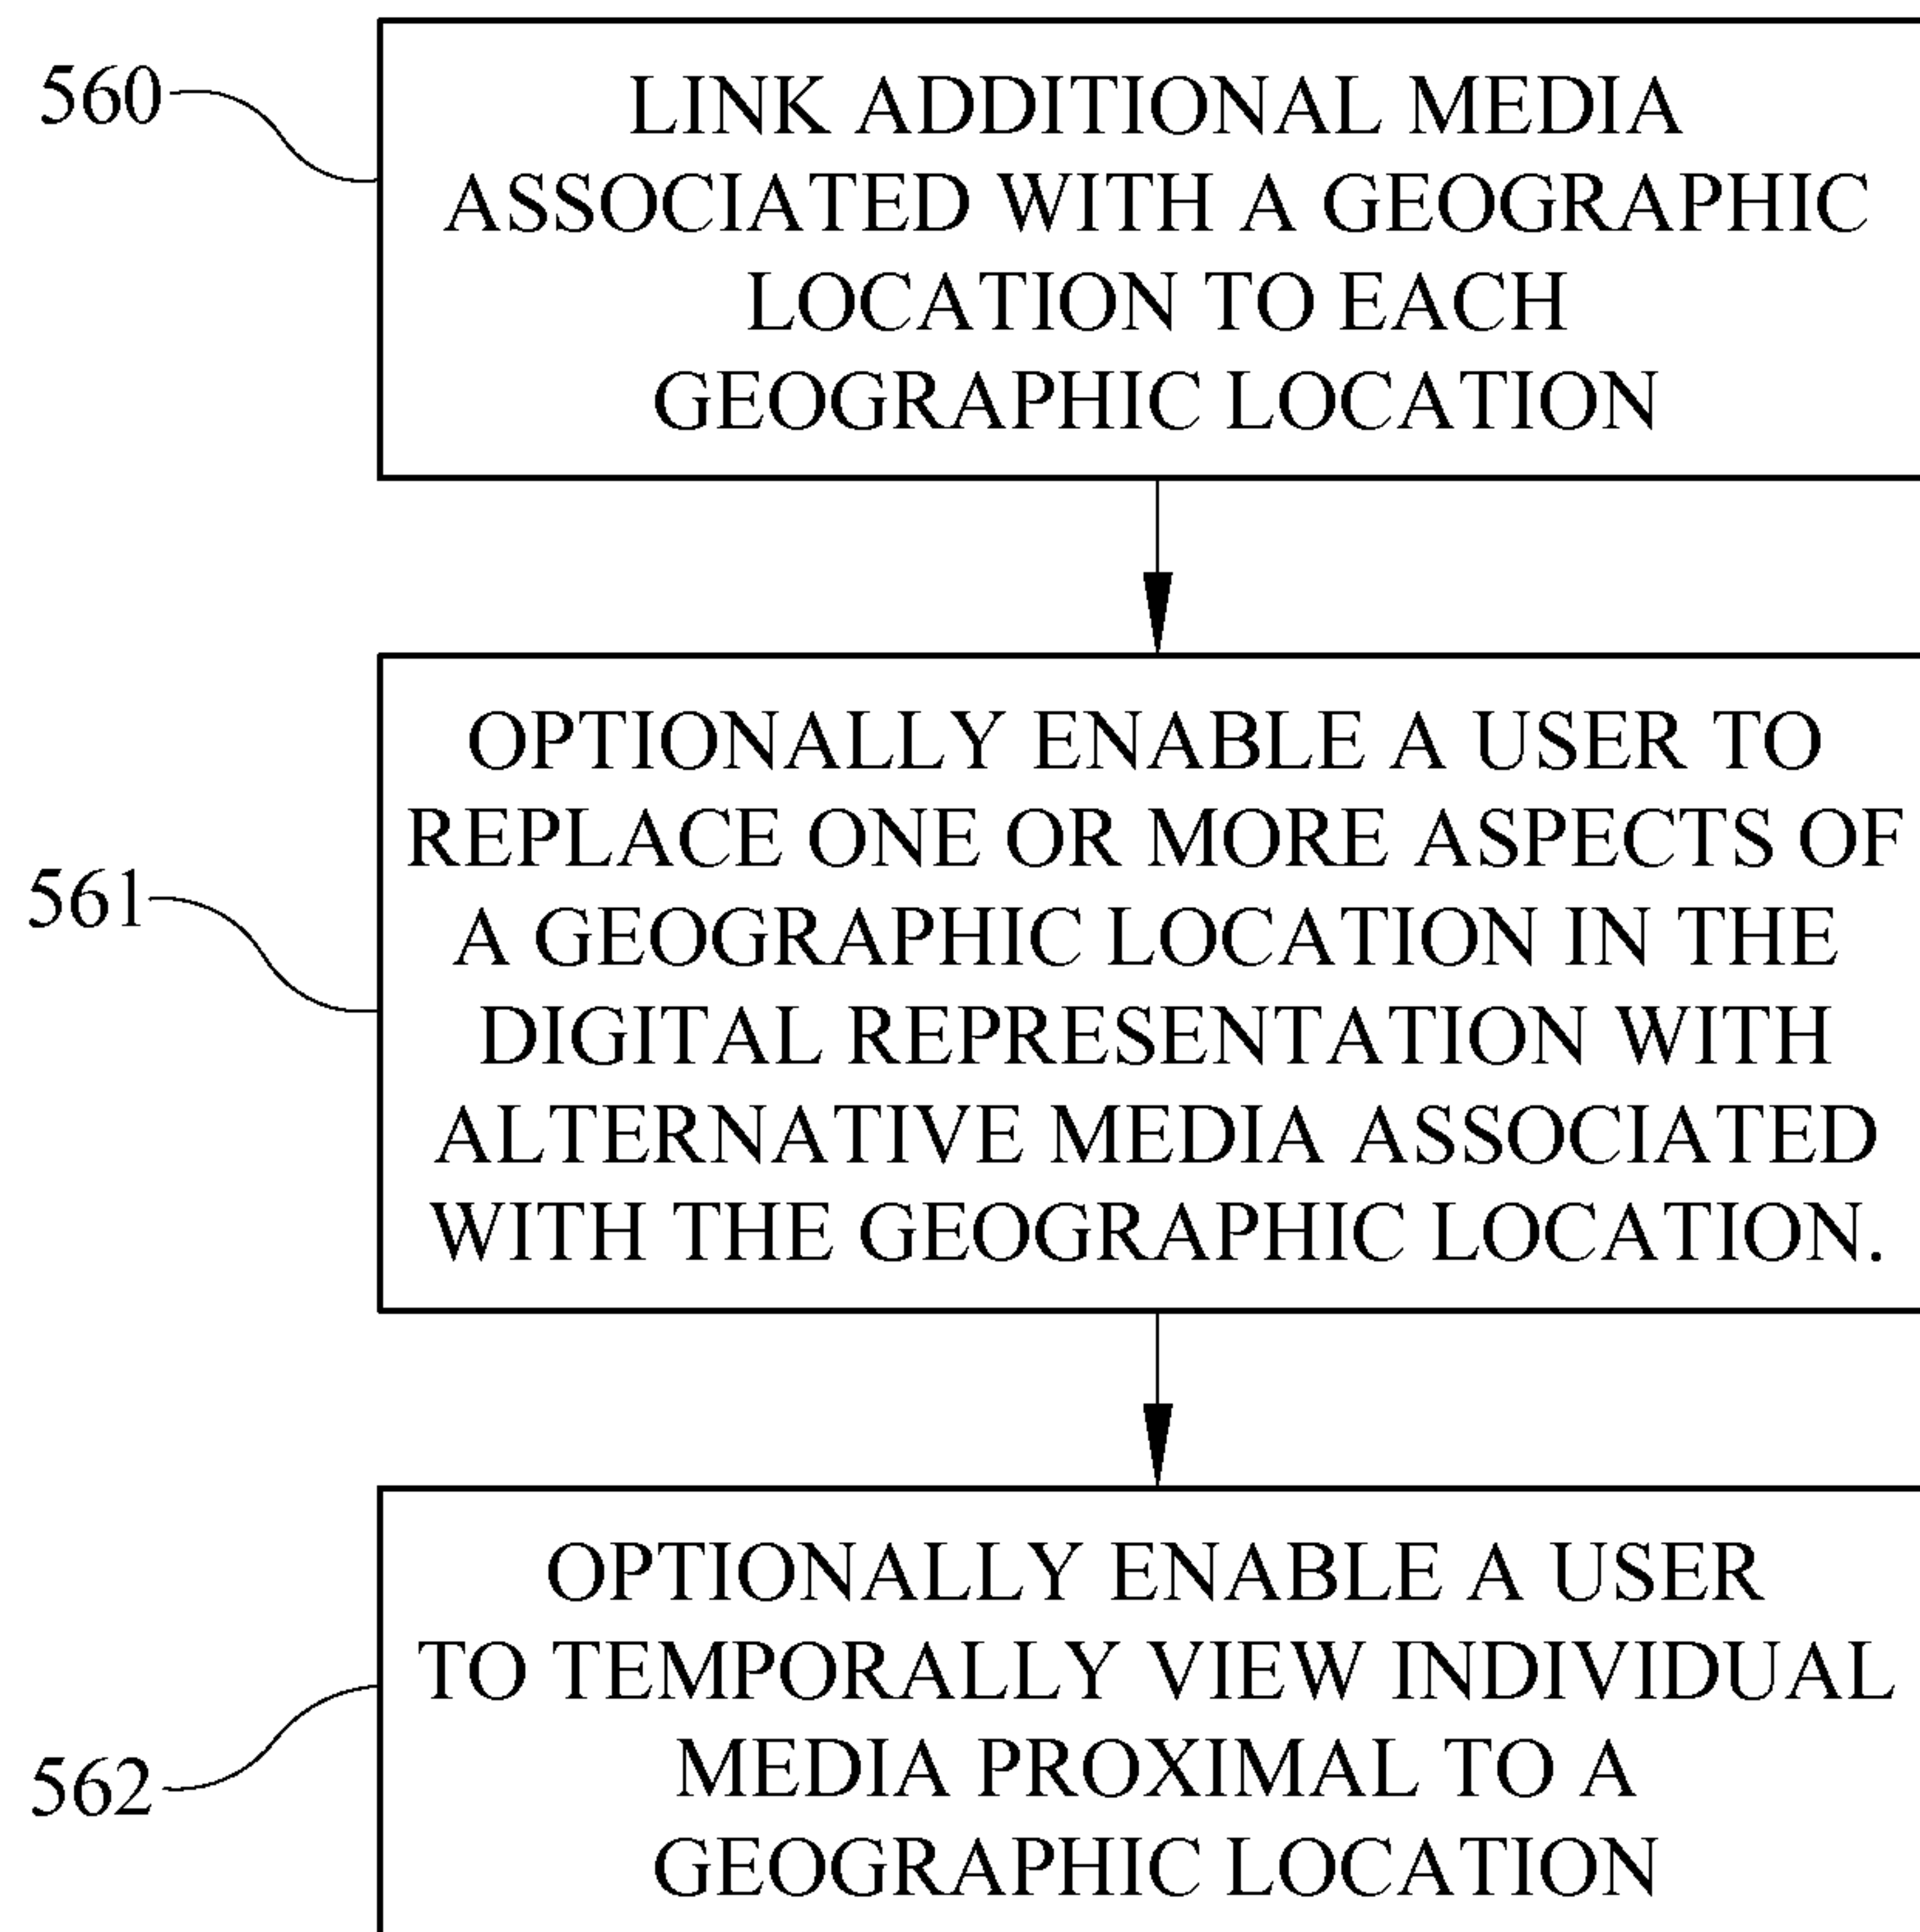 560
LINK ADDITIONAL MEDIA
ASSOCIATED WITH A GEOGRAPHIC
LOCATION TO EACH
GEOGRAPHIC LOCATION
561
OPTIONALLY ENABLE A USER TO
REPLACE ONE OR MORE ASPECTS OF
A GEOGRAPHIC LOCATION IN THE
DIGITAL REPRESENTATION WITH
ALTERNATIVE MEDIA ASSOCIATED
WITH THE GEOGRAPHIC LOCATION.
562
OPTIONALLY ENABLE A USER
TO TEMPORALLY VIEW INDIVIDUAL
MEDIA PROXIMAL TO A
GEOGRAPHIC LOCATION